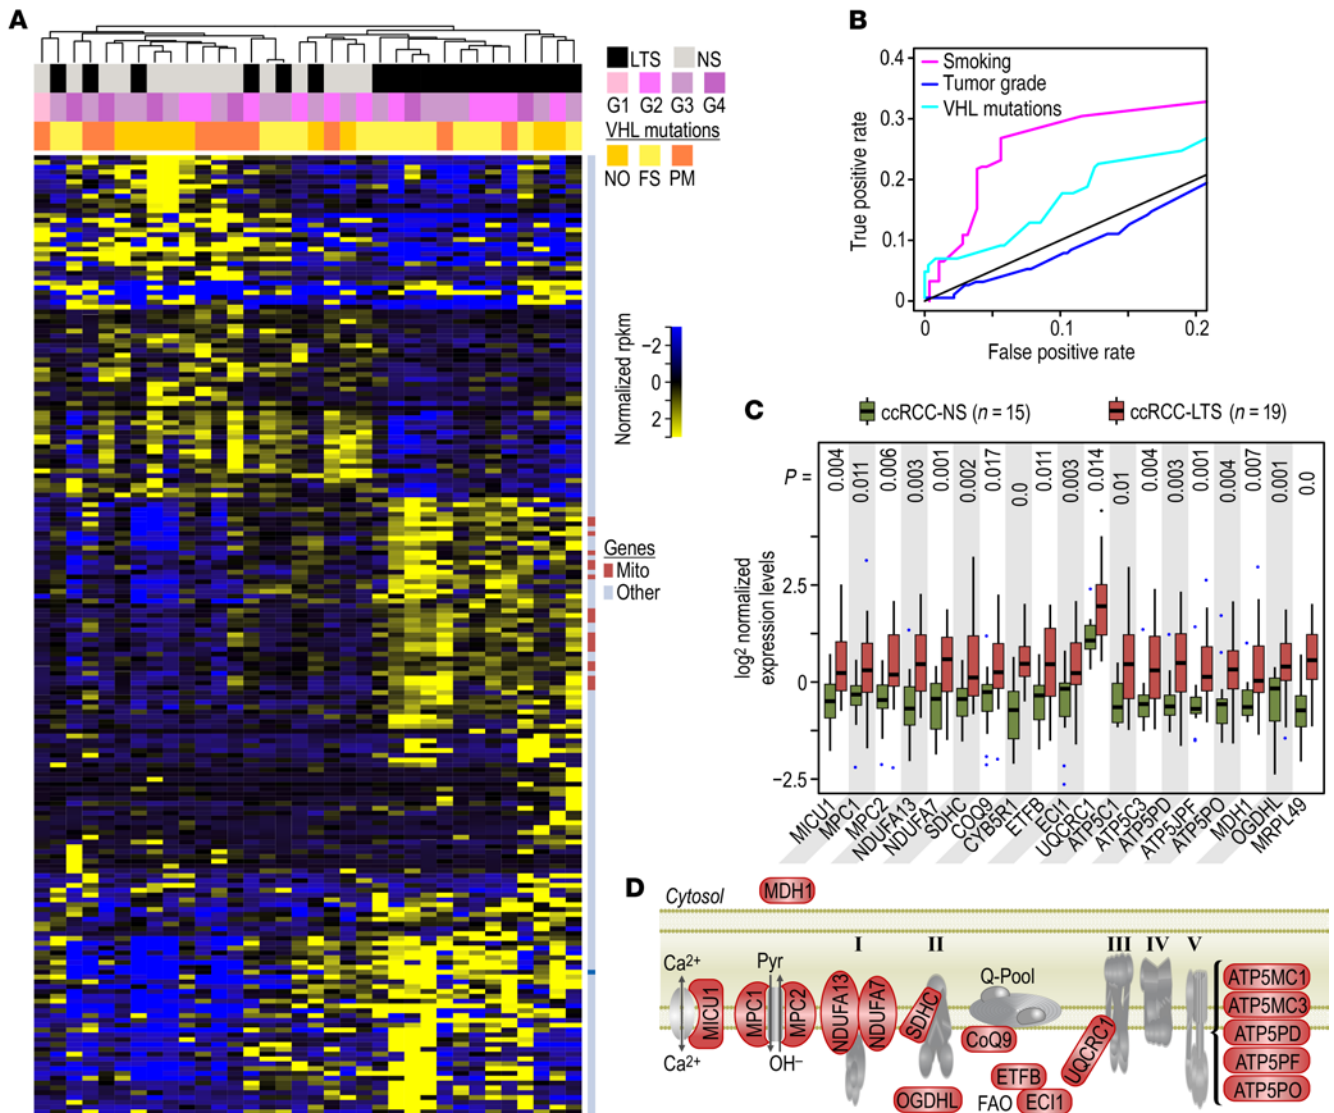 A
LTS
NS
G1 G2 G3 G4
VHL mutations
NO FS PM
Normalized rpkm
−2
0
2
Genes
Mito
Other
B
Smoking
Tumor grade
VHL mutations
True positive rate
0.4
0.3
0.2
0.1
0
0 0.1 0.2
False positive rate
C
ccRCC-NS (n = 15)
ccRCC-LTS (n = 19)
P =
0.004
0.011
0.006
0.003
0.001
0.002
0.017
0.0
0.011
0.003
0.014
0.01
0.004
0.003
0.001
0.004
0.007
0.001
0.0
log² normalized
expression levels
2.5
0
−2.5
MICU1
MPC1
MPC2
NDUFA13
NDUFA7
SDHC
COQ9
CYB5R1
ETFB
ECI1
UQCRC1
ATP5C1
ATP5C3
ATP5PD
ATP5JPF
ATP5PO
MDH1
OGDHL
MRPL49
D
Cytosol
MDH1
I II III IV V
Ca²⁺
Pyr
Q-Pool
MICU1
MPC1
MPC2
NDUFA13
NDUFA7
SDHC
CoQ9
UQCRC1
ATP5MC1
ATP5MC3
ATP5PD
ATP5PF
ATP5PO
Ca²⁺
OH⁻
ETFB
OGDHL
FAO
ECI1